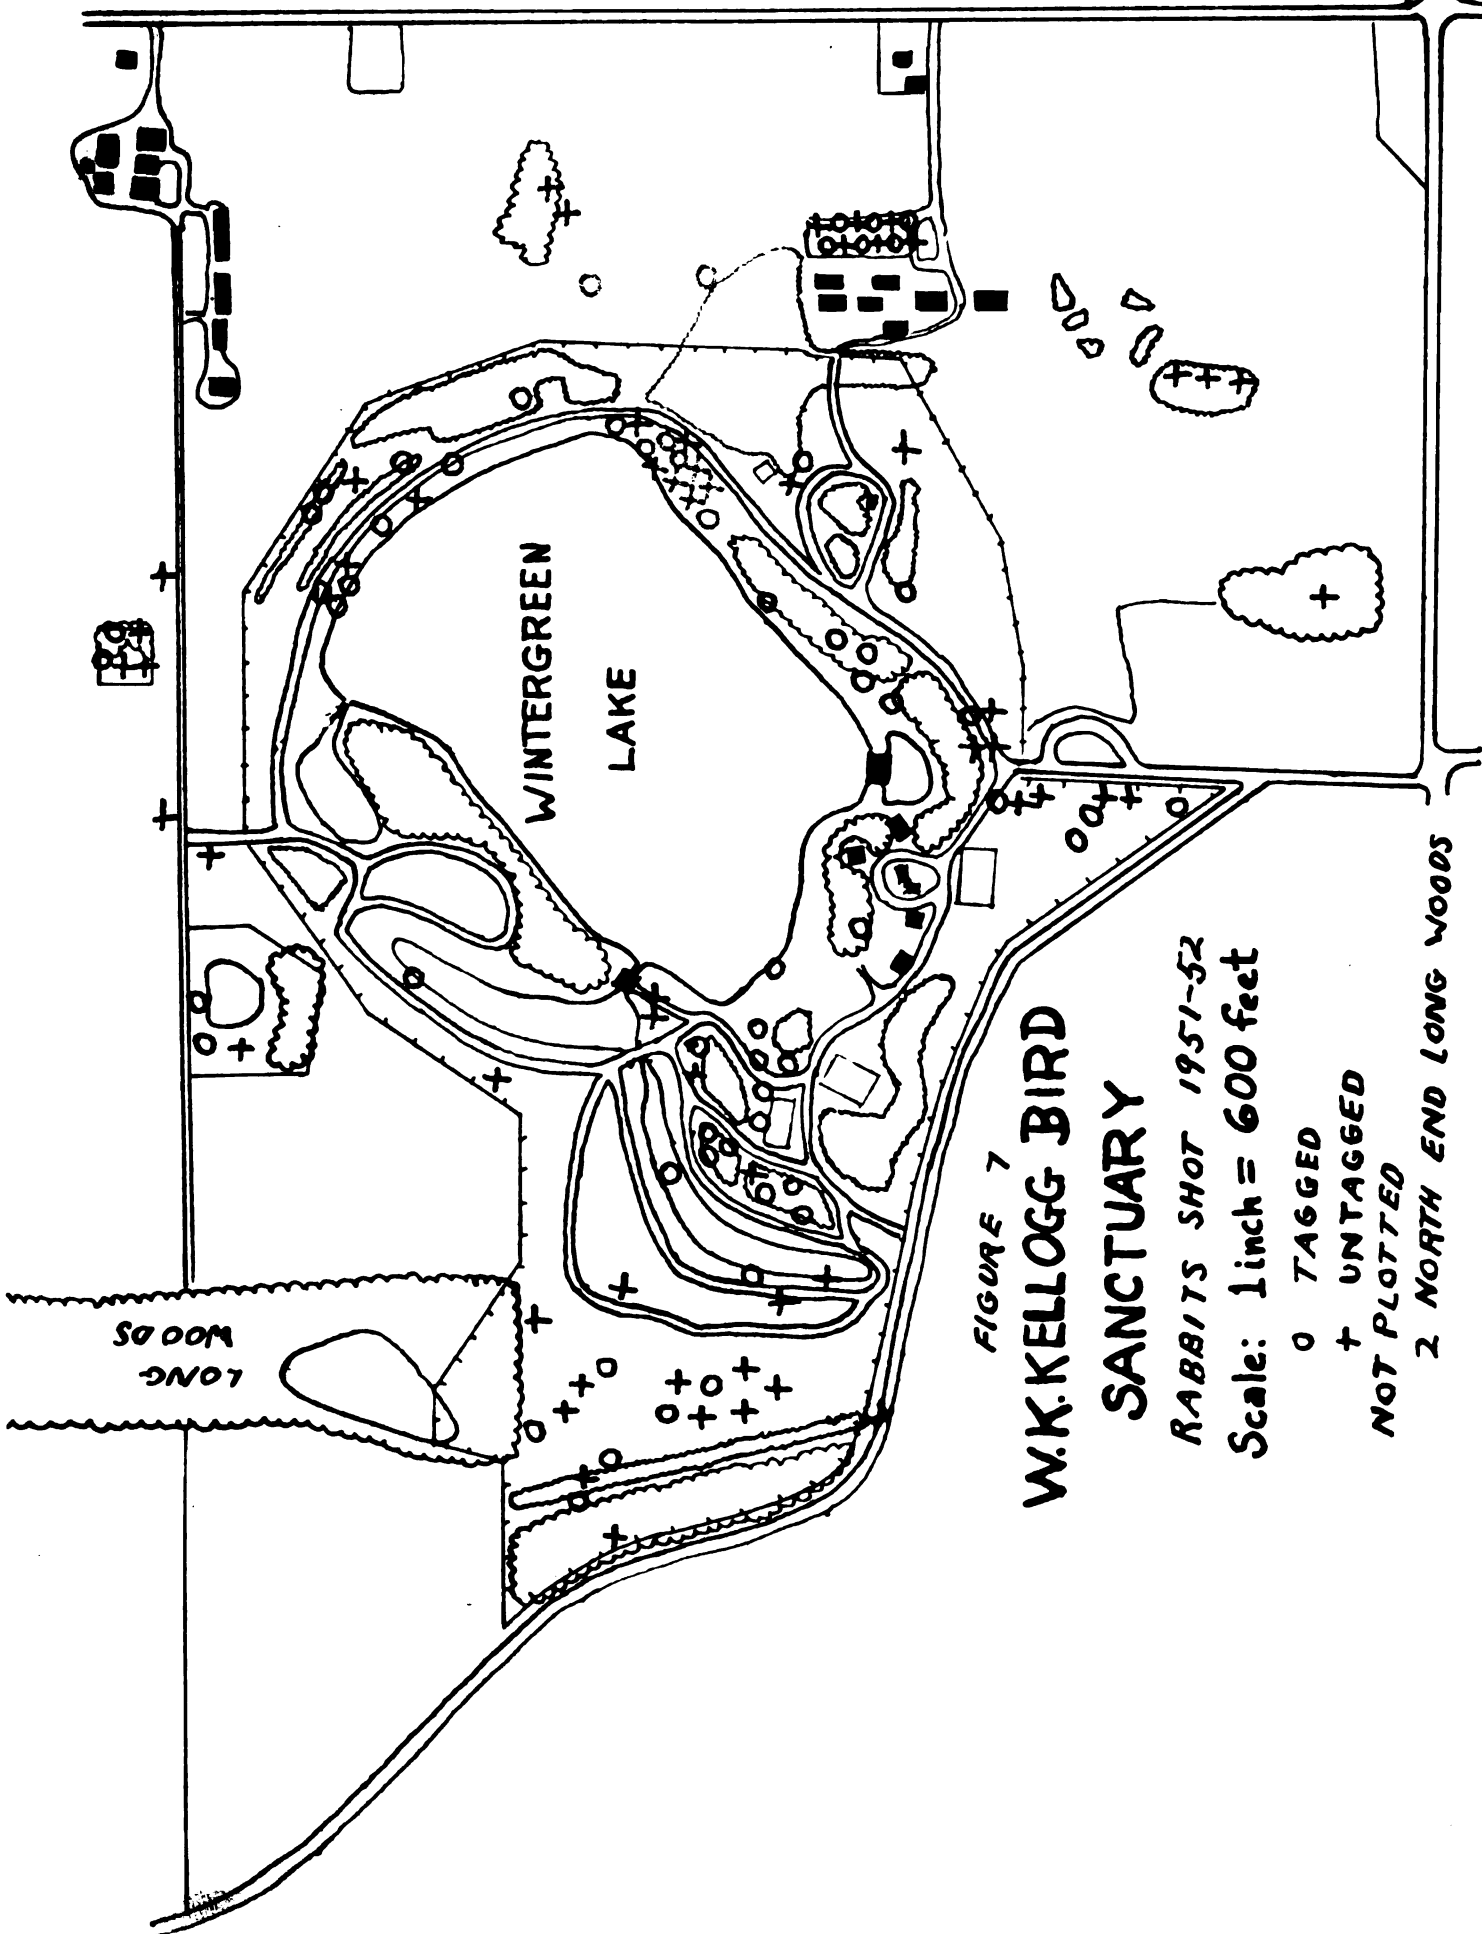 WINTERGREEN
LAKE
LONG
WOODS
FIGURE 7
W.K.KELLOGG BIRD
SANCTUARY
RABBITS SHOT 1951-52
Scale: 1inch = 600 feet
O TAGGED
+ UNTAGGED
NOT PLOTTED
2 NORTH END LONG WOODS